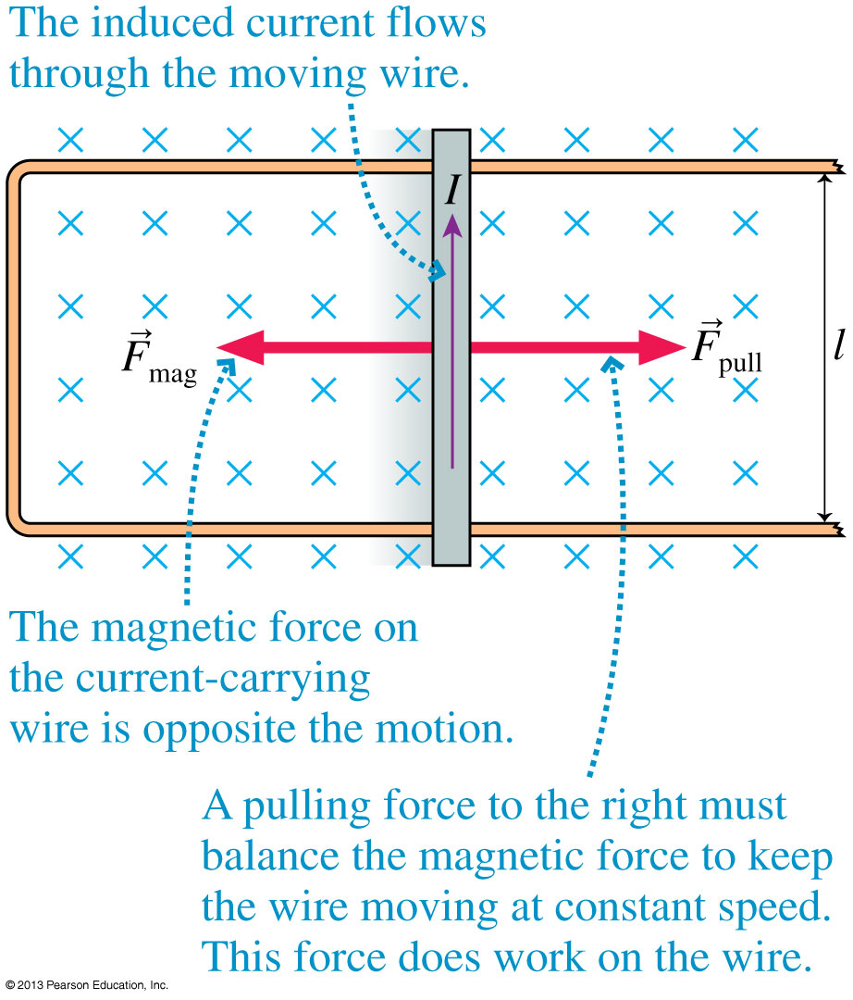 The induced current flows
through the moving wire.
I
F mag
F pull
l
The magnetic force on
the current-carrying
wire is opposite the motion.
A pulling force to the right must
balance the magnetic force to keep
the wire moving at constant speed.
This force does work on the wire.
© 2013 Pearson Education, Inc.